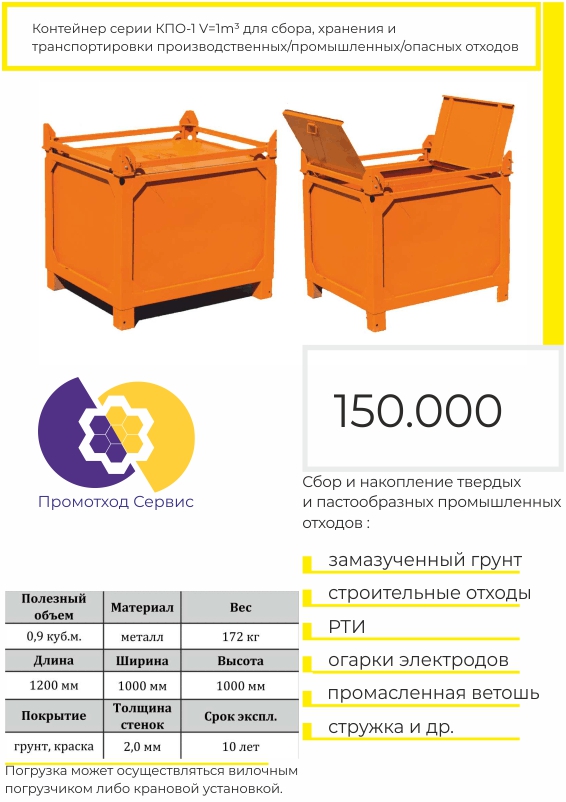 Контейнер серии КПО-1 V=1m³ для сбора, хранения и
транспортировки производственных/промышленных/опасных отходов
150.000
Промотход Сервис
Сбор и накопление твердых
и пастообразных промышленных
отходов :
замазученный грунт
строительные отходы
РТИ
огарки электродов
промасленная ветошь
стружка и др.
Полезный объем Материал Вес
0,9 куб.м. металл 172 кг
Длина Ширина Высота
1200 мм 1000 мм 1000 мм
Покрытие Толщина стенок Срок экспл.
грунт, краска 2,0 мм 10 лет
Погрузка может осуществляться вилочным
погрузчиком либо крановой установкой.